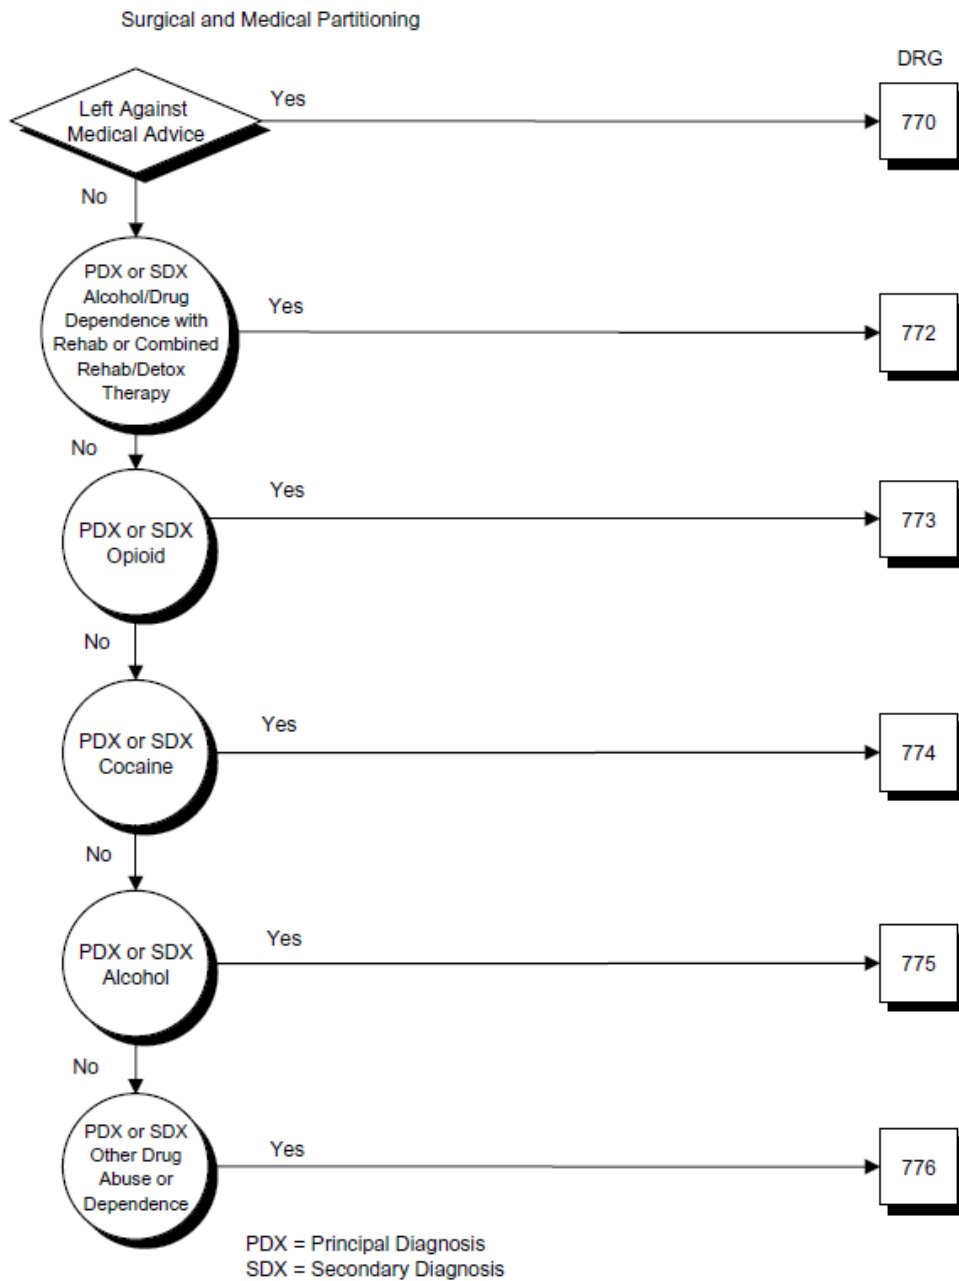 Surgical and Medical Partitioning
DRG
Left Against
Medical Advice
Yes
770
No
PDX or SDX
Alcohol/Drug
Dependence with
Rehab or Combined
Rehab/Detox
Therapy
Yes
772
No
PDX or SDX
Opioid
Yes
773
No
PDX or SDX
Cocaine
Yes
774
No
PDX or SDX
Alcohol
Yes
775
No
PDX or SDX
Other Drug
Abuse or
Dependence
Yes
776
PDX = Principal Diagnosis
SDX = Secondary Diagnosis